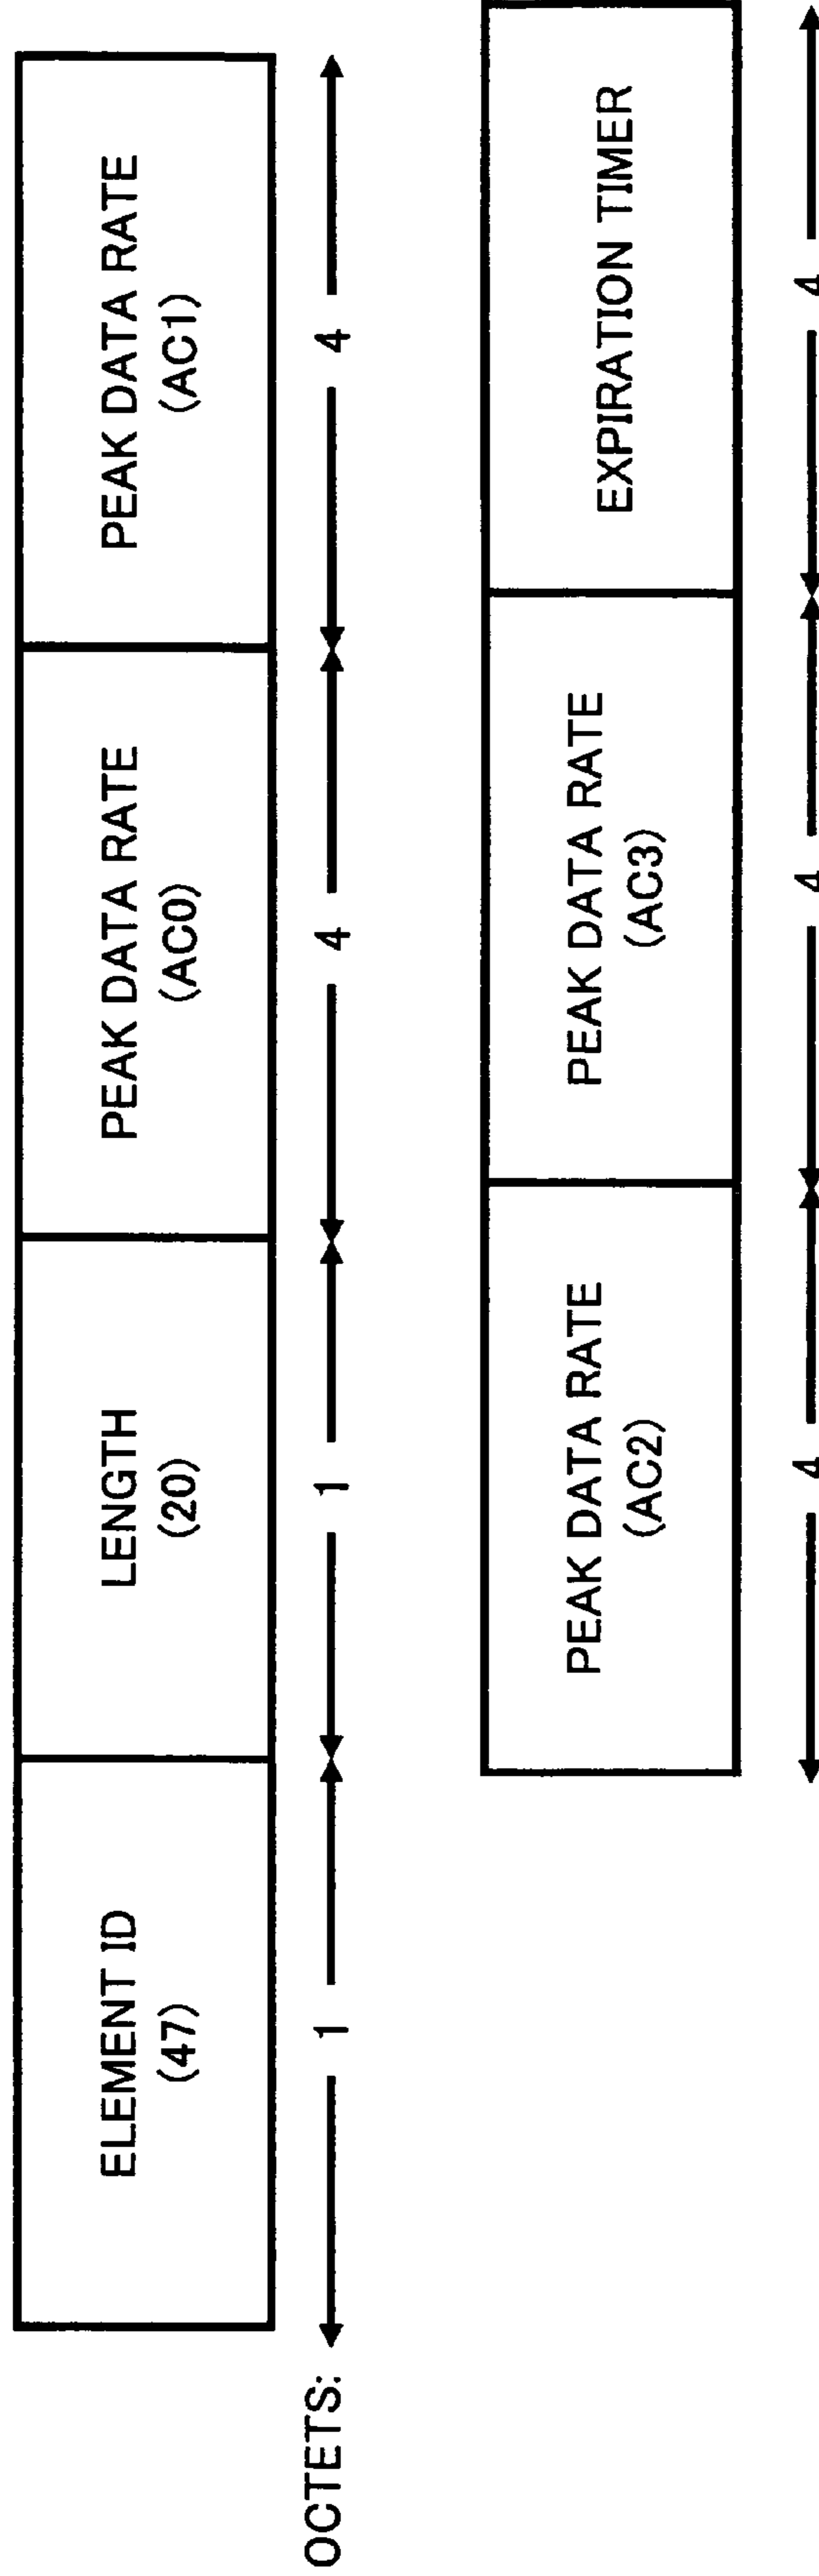 ELEMENT ID
(47)
LENGTH
(20)
PEAK DATA RATE
(AC0)
PEAK DATA RATE
(AC1)
OCTETS:
1
1
4
4
PEAK DATA RATE
(AC2)
PEAK DATA RATE
(AC3)
EXPIRATION TIMER
4
4
4